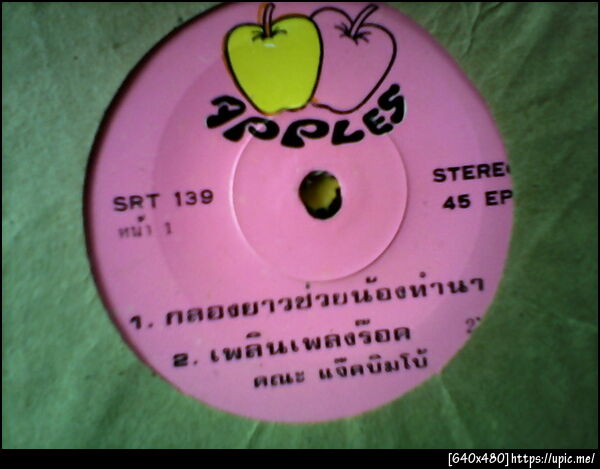 APPLES
SRT 139
หน้า 1
STEREO
45 EP
1. กลองยาวช่วยน้องทำนา
2. เพลินเพลงร๊อค
คณะ แจ๊คบิมโบ้
[640x480]https://upic.me/